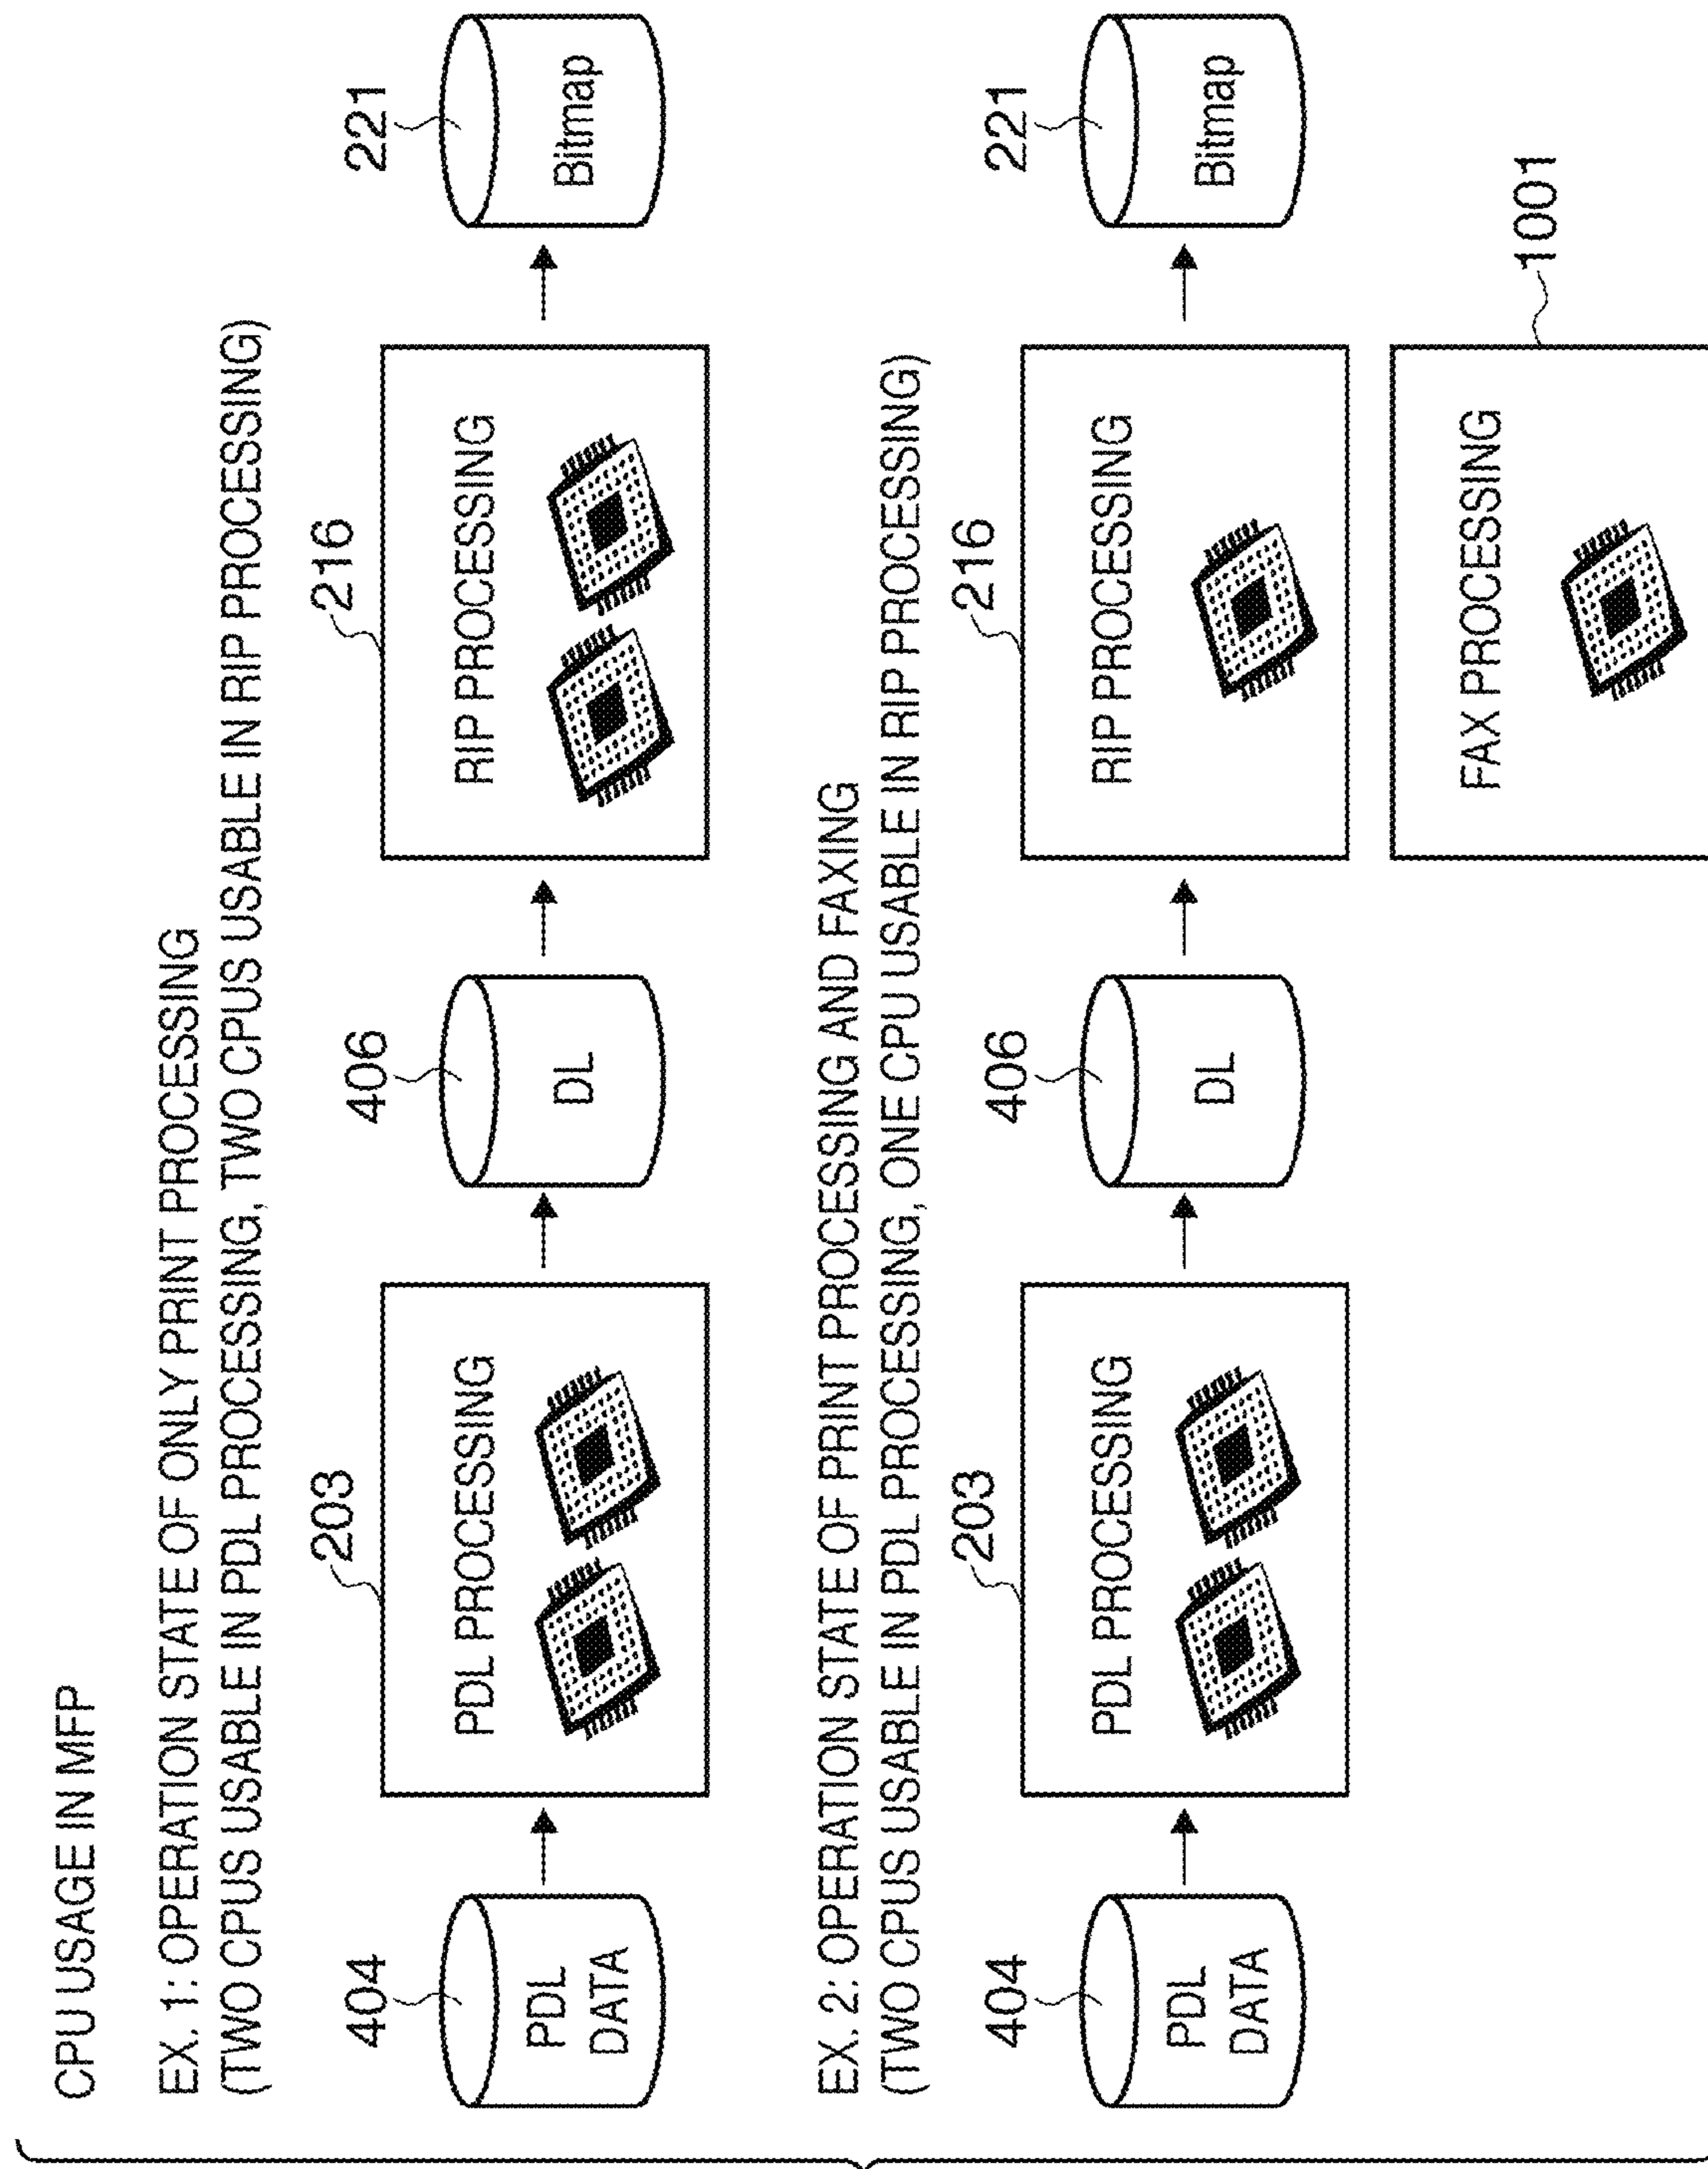 CPU USAGE IN MFP
EX. 1: OPERATION STATE OF ONLY PRINT PROCESSING
(TWO CPUS USABLE IN PDL PROCESSING, TWO CPUS USABLE IN RIP PROCESSING)
404
203
406
216
221
PDL
DATA
PDL PROCESSING
DL
RIP PROCESSING
Bitmap
EX. 2: OPERATION STATE OF PRINT PROCESSING AND FAXING
(TWO CPUS USABLE IN PDL PROCESSING, ONE CPU USABLE IN RIP PROCESSING)
404
203
406
216
221
PDL
DATA
PDL PROCESSING
DL
RIP PROCESSING
Bitmap
FAX PROCESSING
1001